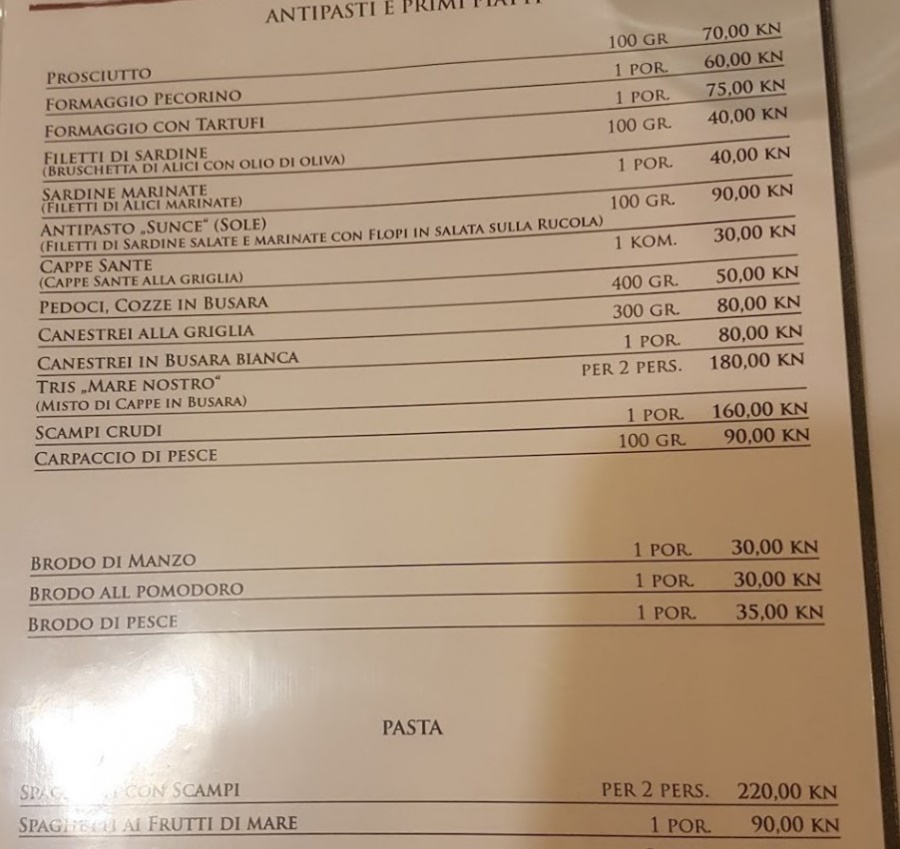 ANTIPASTI E PRIMI PIATTI
PROSCIUTTO 100 GR 70,00 KN
FORMAGGIO PECORINO 1 POR. 60,00 KN
FORMAGGIO CON TARTUFI 1 POR. 75,00 KN
FILETTI DI SARDINE 100 GR. 40,00 KN
(BRUSCHETTA DI ALICI CON OLIO DI OLIVA)
SARDINE MARINATE 1 POR. 40,00 KN
(FILETTI DI ALICI MARINATE)
ANTIPASTO „SUNCE“ (SOLE) 100 GR. 90,00 KN
(FILETTI DI SARDINE SALATE E MARINATE CON FLOPI IN SALATA SULLA RUCOLA)
CAPPE SANTE 1 KOM. 30,00 KN
(CAPPE SANTE ALLA GRIGLIA)
PEDOCI, COZZE IN BUSARA 400 GR. 50,00 KN
CANESTREI ALLA GRIGLIA 300 GR. 80,00 KN
CANESTREI IN BUSARA BIANCA 1 POR. 80,00 KN
TRIS „MARE NOSTRO“ PER 2 PERS. 180,00 KN
(MISTO DI CAPPE IN BUSARA)
SCAMPI CRUDI 1 POR. 160,00 KN
CARPACCIO DI PESCE 100 GR. 90,00 KN
BRODO DI MANZO 1 POR. 30,00 KN
BRODO ALL POMODORO 1 POR. 30,00 KN
BRODO DI PESCE 1 POR. 35,00 KN
PASTA
CON SCAMPI PER 2 PERS. 220,00 KN
SPAGHETTI AI FRUTTI DI MARE 1 POR. 90,00 KN